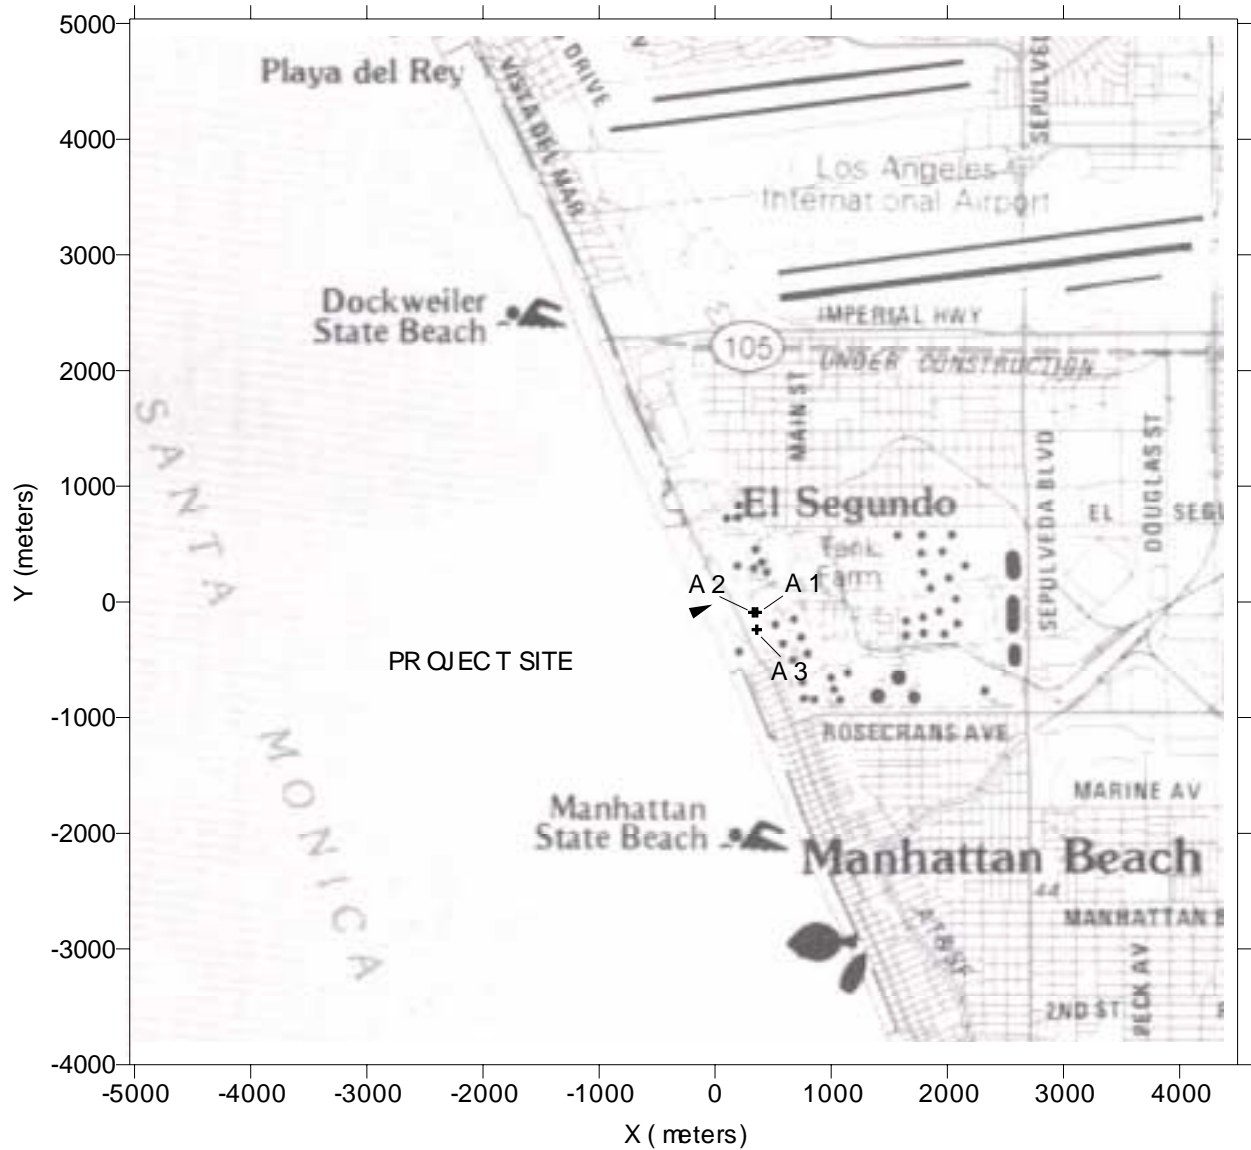 5000
4000
3000
2000
1000
0
-1000
-2000
-3000
-4000
Y (meters)
-5000 -4000 -3000 -2000 -1000 0 1000 2000 3000 4000
X ( meters)
Playa del Rey
VISTA DEL MAR
DRIVE
SEPULVE
Los Angeles
International Airport
Dockweiler
State Beach
IMPERIAL HWY
105
UNDER CONSTRUCTION
MAIN ST
SANTA
MONICA
El Segundo
SEPULVEDA BLVD
DOUGLAS ST
EL SEGU
Tank
Farm
A 2
A 1
A 3
PROJECT SITE
ROSECRANS AVE
MARINE AV
Manhattan
State Beach
Manhattan Beach
44
MANHATTAN B
2ND ST
PECK AV